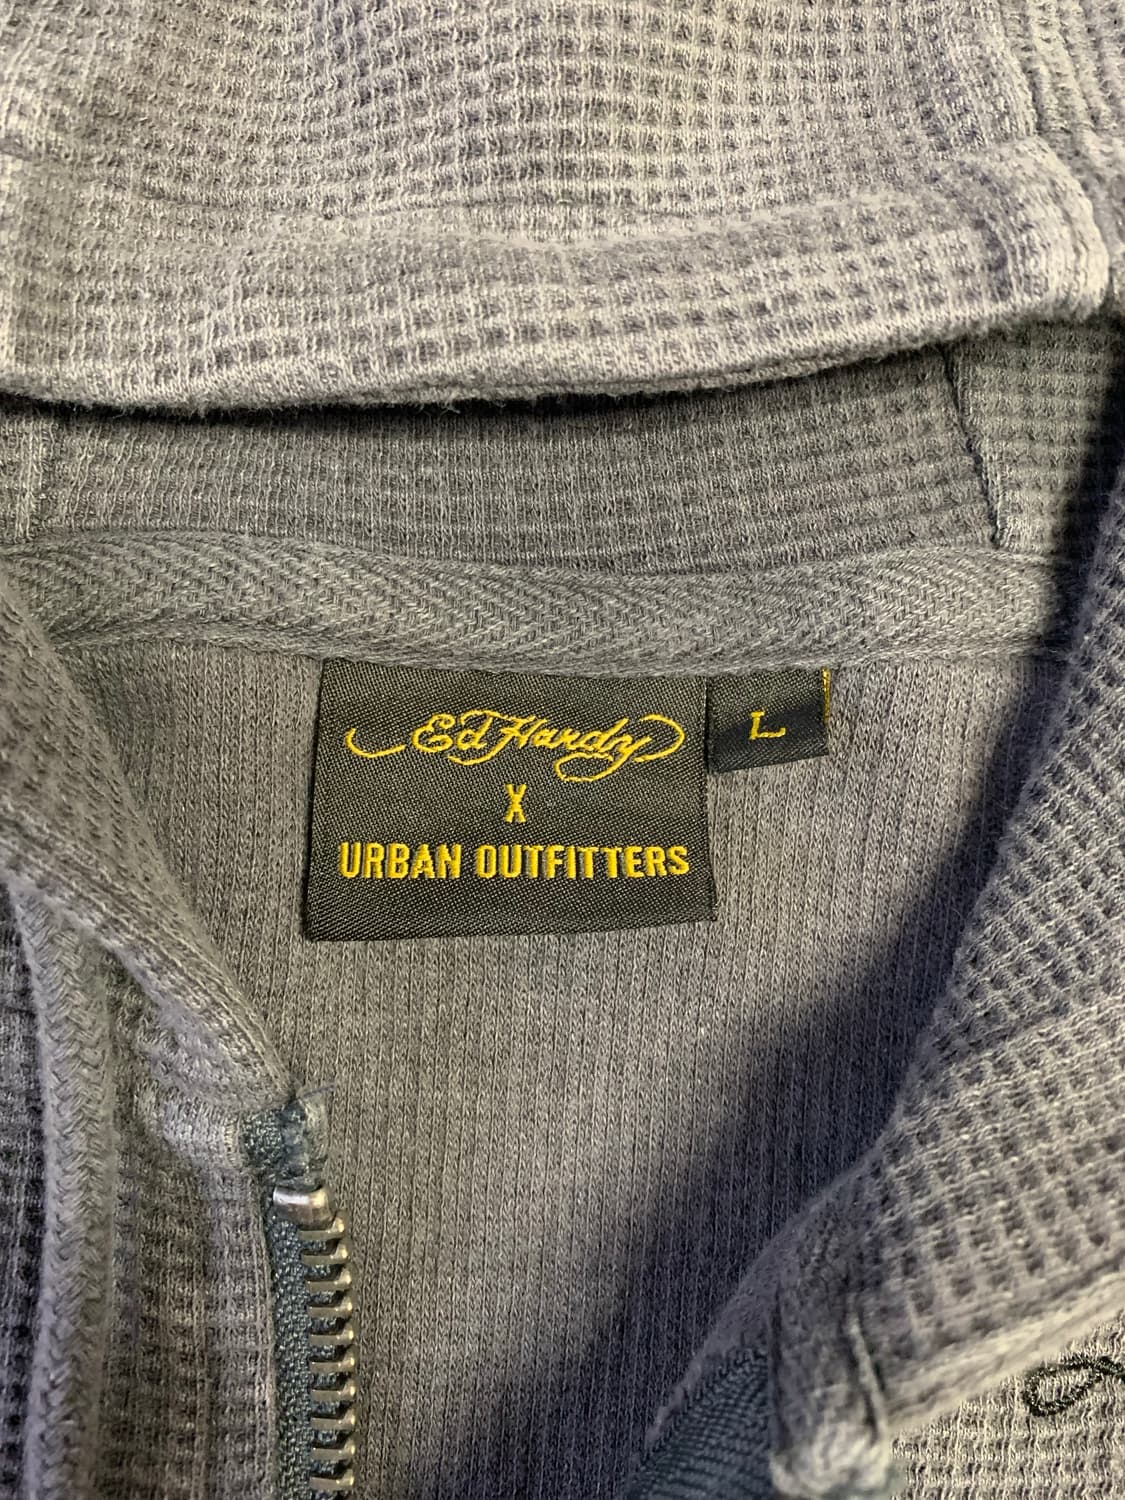 Ed Hardy
L
X
URBAN OUTFITTERS